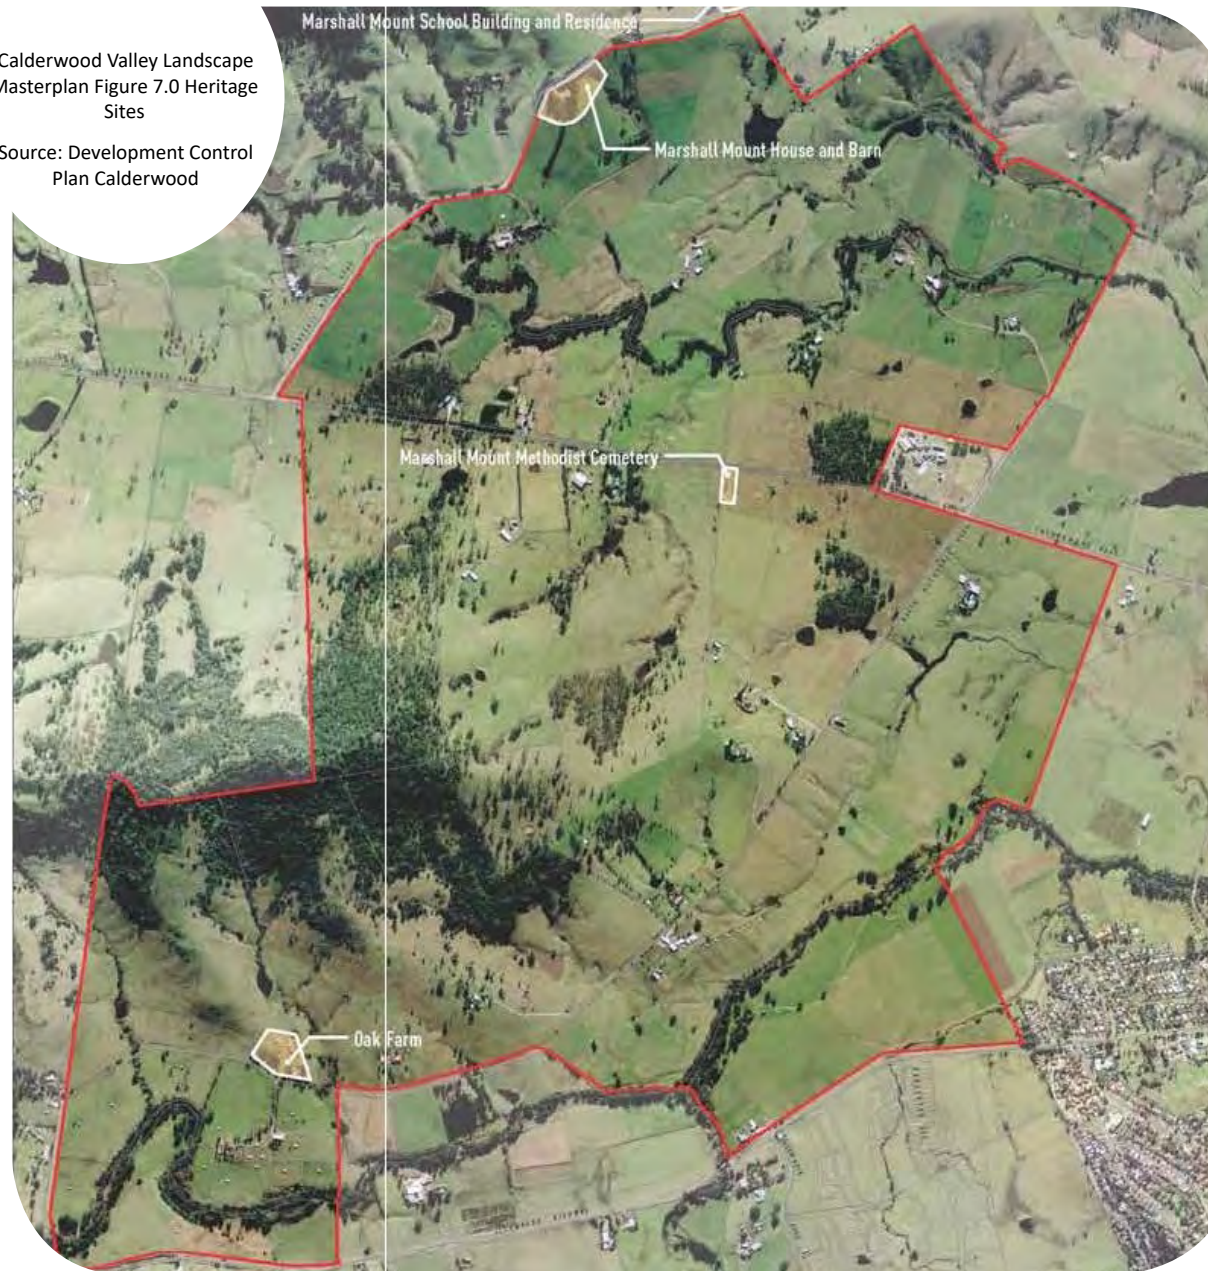 Marshall Mount School Building and Residence
Calderwood Valley Landscape
Masterplan Figure 7.0 Heritage
Sites
Source: Development Control
Plan Calderwood
Marshall Mount House and Barn
Marshall Mount Methodist Cemetery
Oak Farm